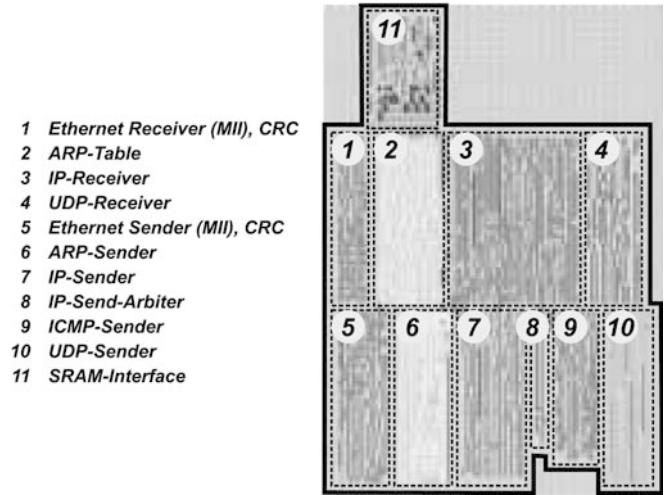 1 Ethernet Receiver (MII), CRC
2 ARP-Table
3 IP-Receiver
4 UDP-Receiver
5 Ethernet Sender (MII), CRC
6 ARP-Sender
7 IP-Sender
8 IP-Send-Arbiter
9 ICMP-Sender
10 UDP-Sender
11 SRAM-Interface
11
1 2 3 4
5 6 7 8 9 10